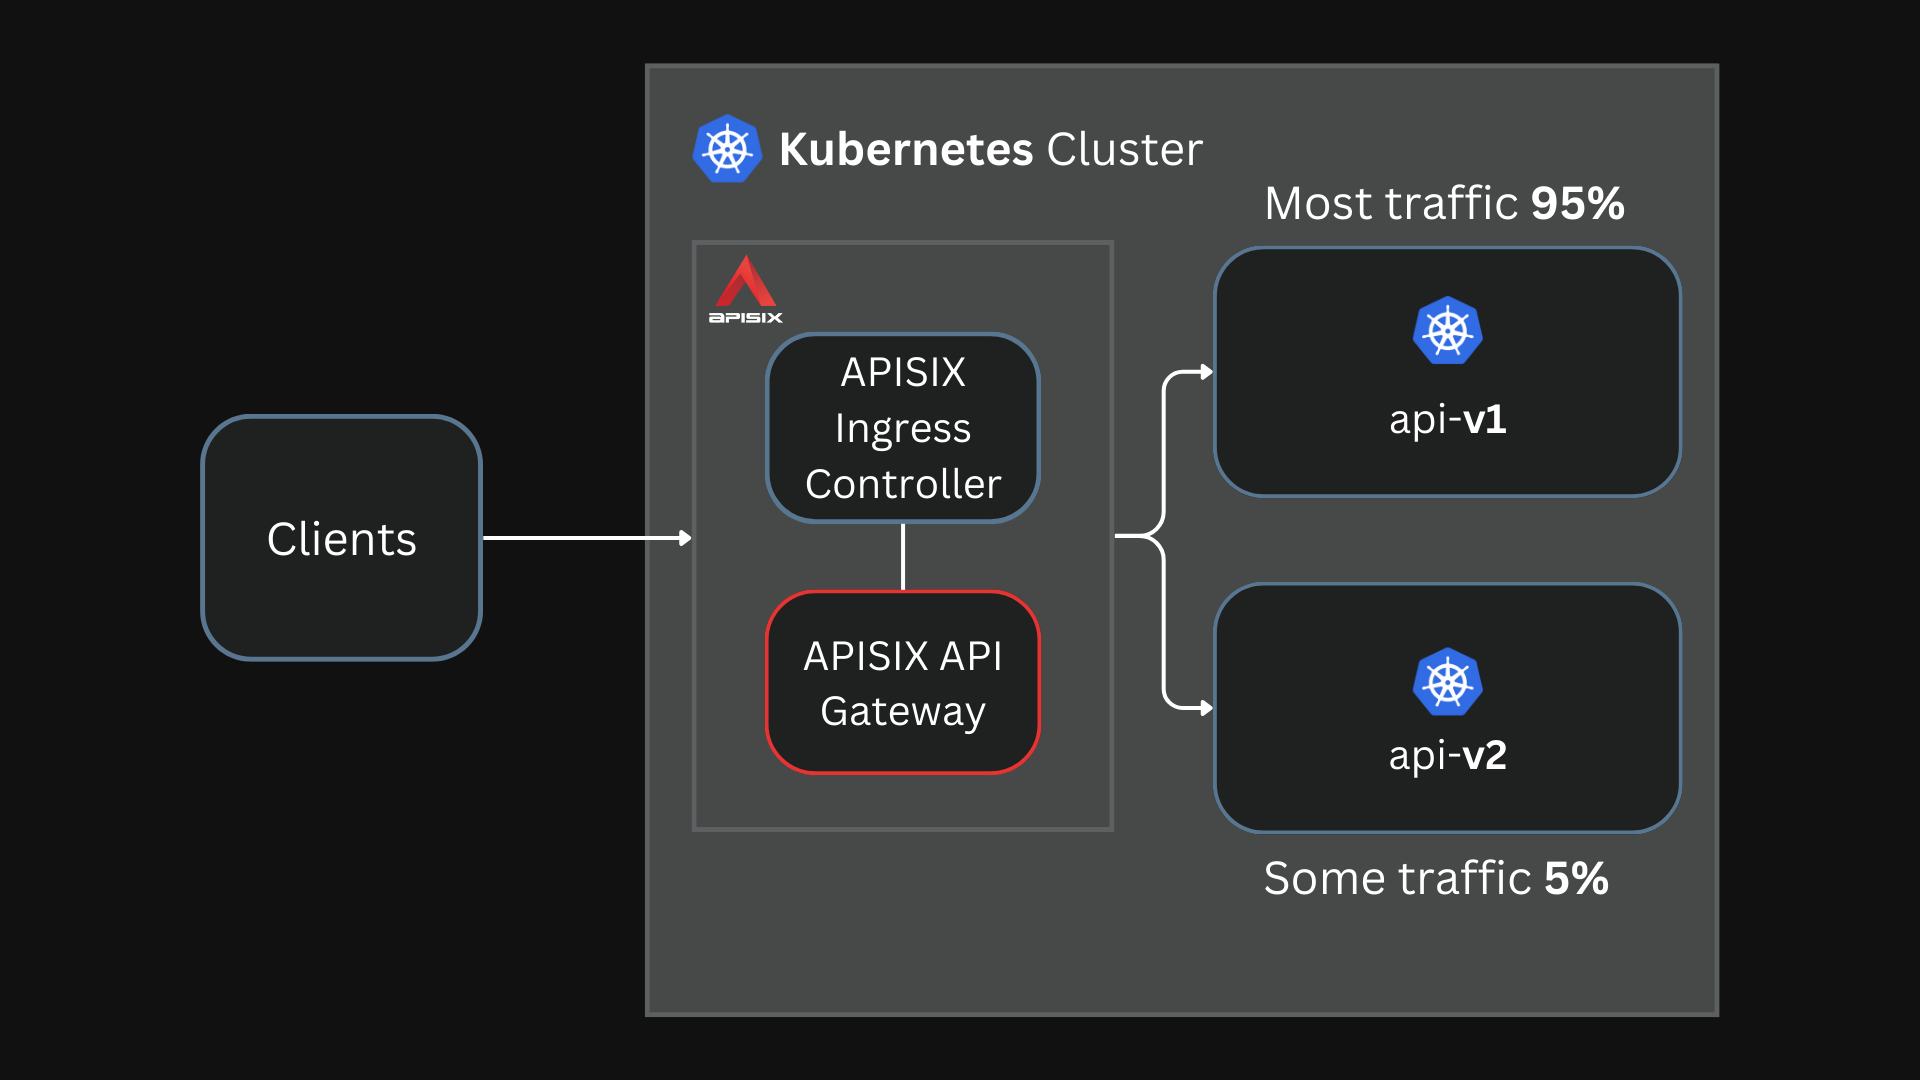 Kubernetes Cluster
Most traffic 95%
APISIX
APISIX
Ingress
Controller
api-v1
Clients
APISIX API
Gateway
api-v2
Some traffic 5%